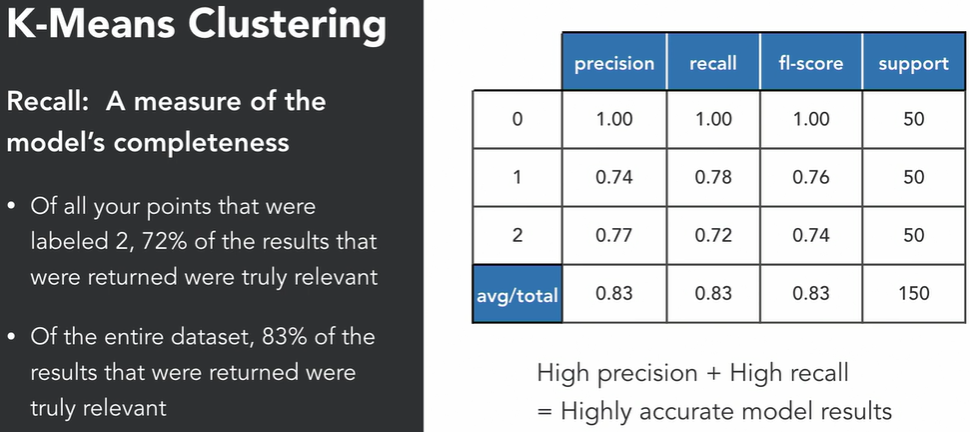 K-Means Clustering
Recall: A measure of the
model's completeness
• Of all your points that were
labeled 2, 72% of the results that
were returned were truly relevant
• Of the entire dataset, 83% of the
results that were returned were
truly relevant
precision recall fl-score support
0 1.00 1.00 1.00 50
1 0.74 0.78 0.76 50
2 0.77 0.72 0.74 50
avg/total 0.83 0.83 0.83 150
High precision + High recall
= Highly accurate model results